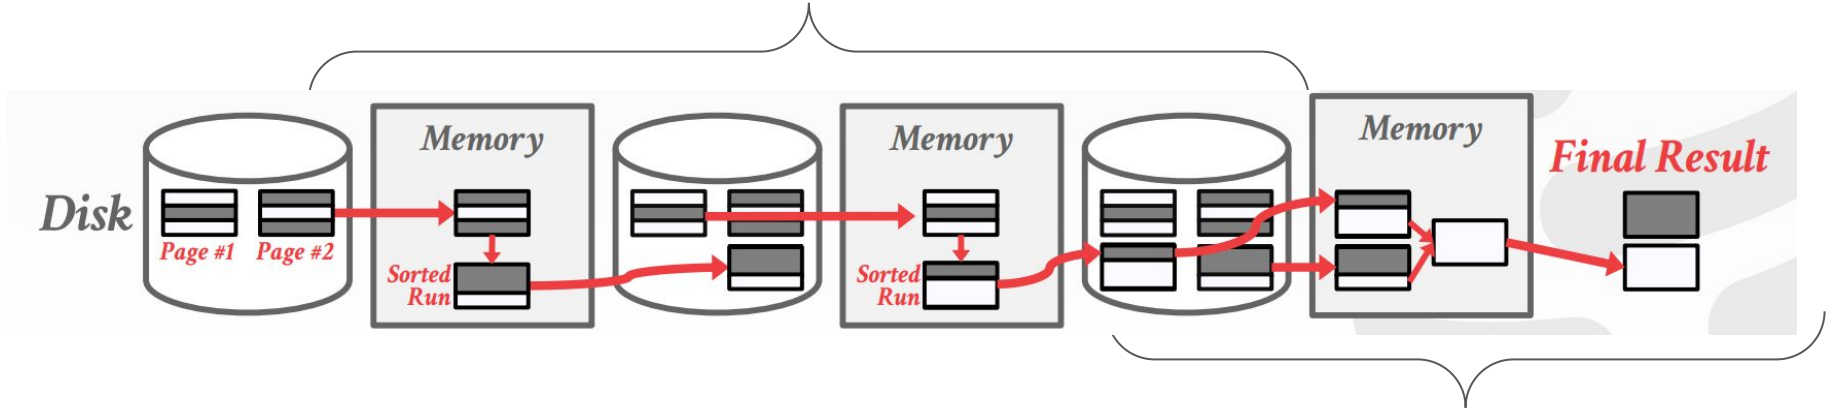 Disk
Page #1
Page #2
Memory
Sorted
Run
Memory
Sorted
Run
Memory
Final Result